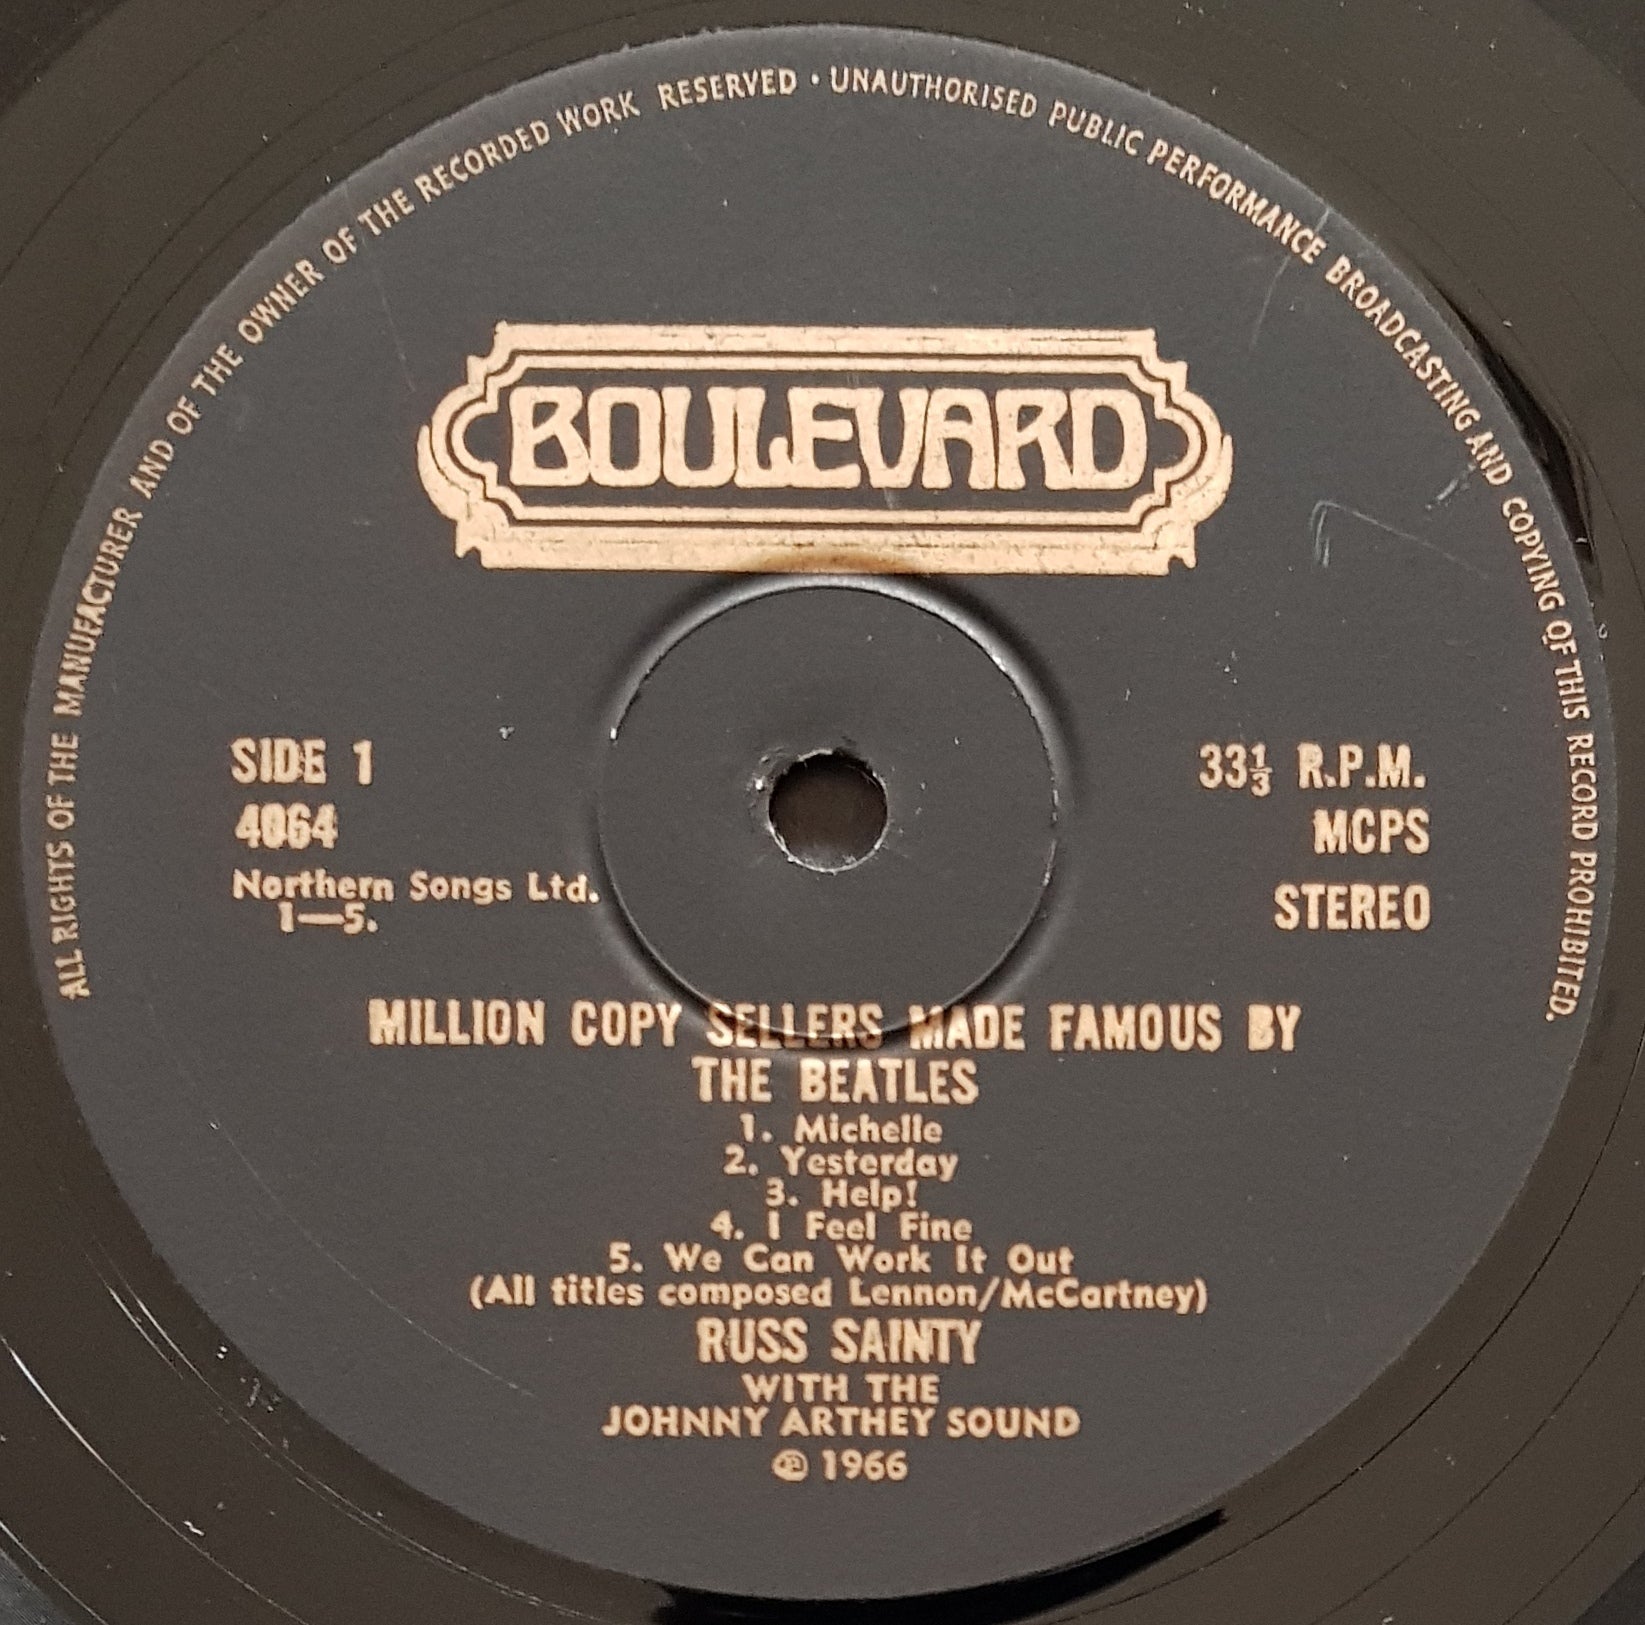 ALL RIGHTS OF THE MANUFACTURER AND OF THE OWNER OF THE RECORDED WORK RESERVED · UNAUTHORISED PUBLIC PERFORMANCE BROADCASTING AND COPYING OF THIS RECORD PROHIBITED.
BOULEVARD
SIDE 1
4064
Northern Songs Ltd.
1—5.
33⅓ R.P.M.
MCPS
STEREO
MILLION COPY SELLERS MADE FAMOUS BY
THE BEATLES
1. Michelle
2. Yesterday
3. Help!
4. I Feel Fine
5. We Can Work It Out
(All titles composed Lennon/McCartney)
RUSS SAINTY
WITH THE
JOHNNY ARTHEY SOUND
℗ 1966